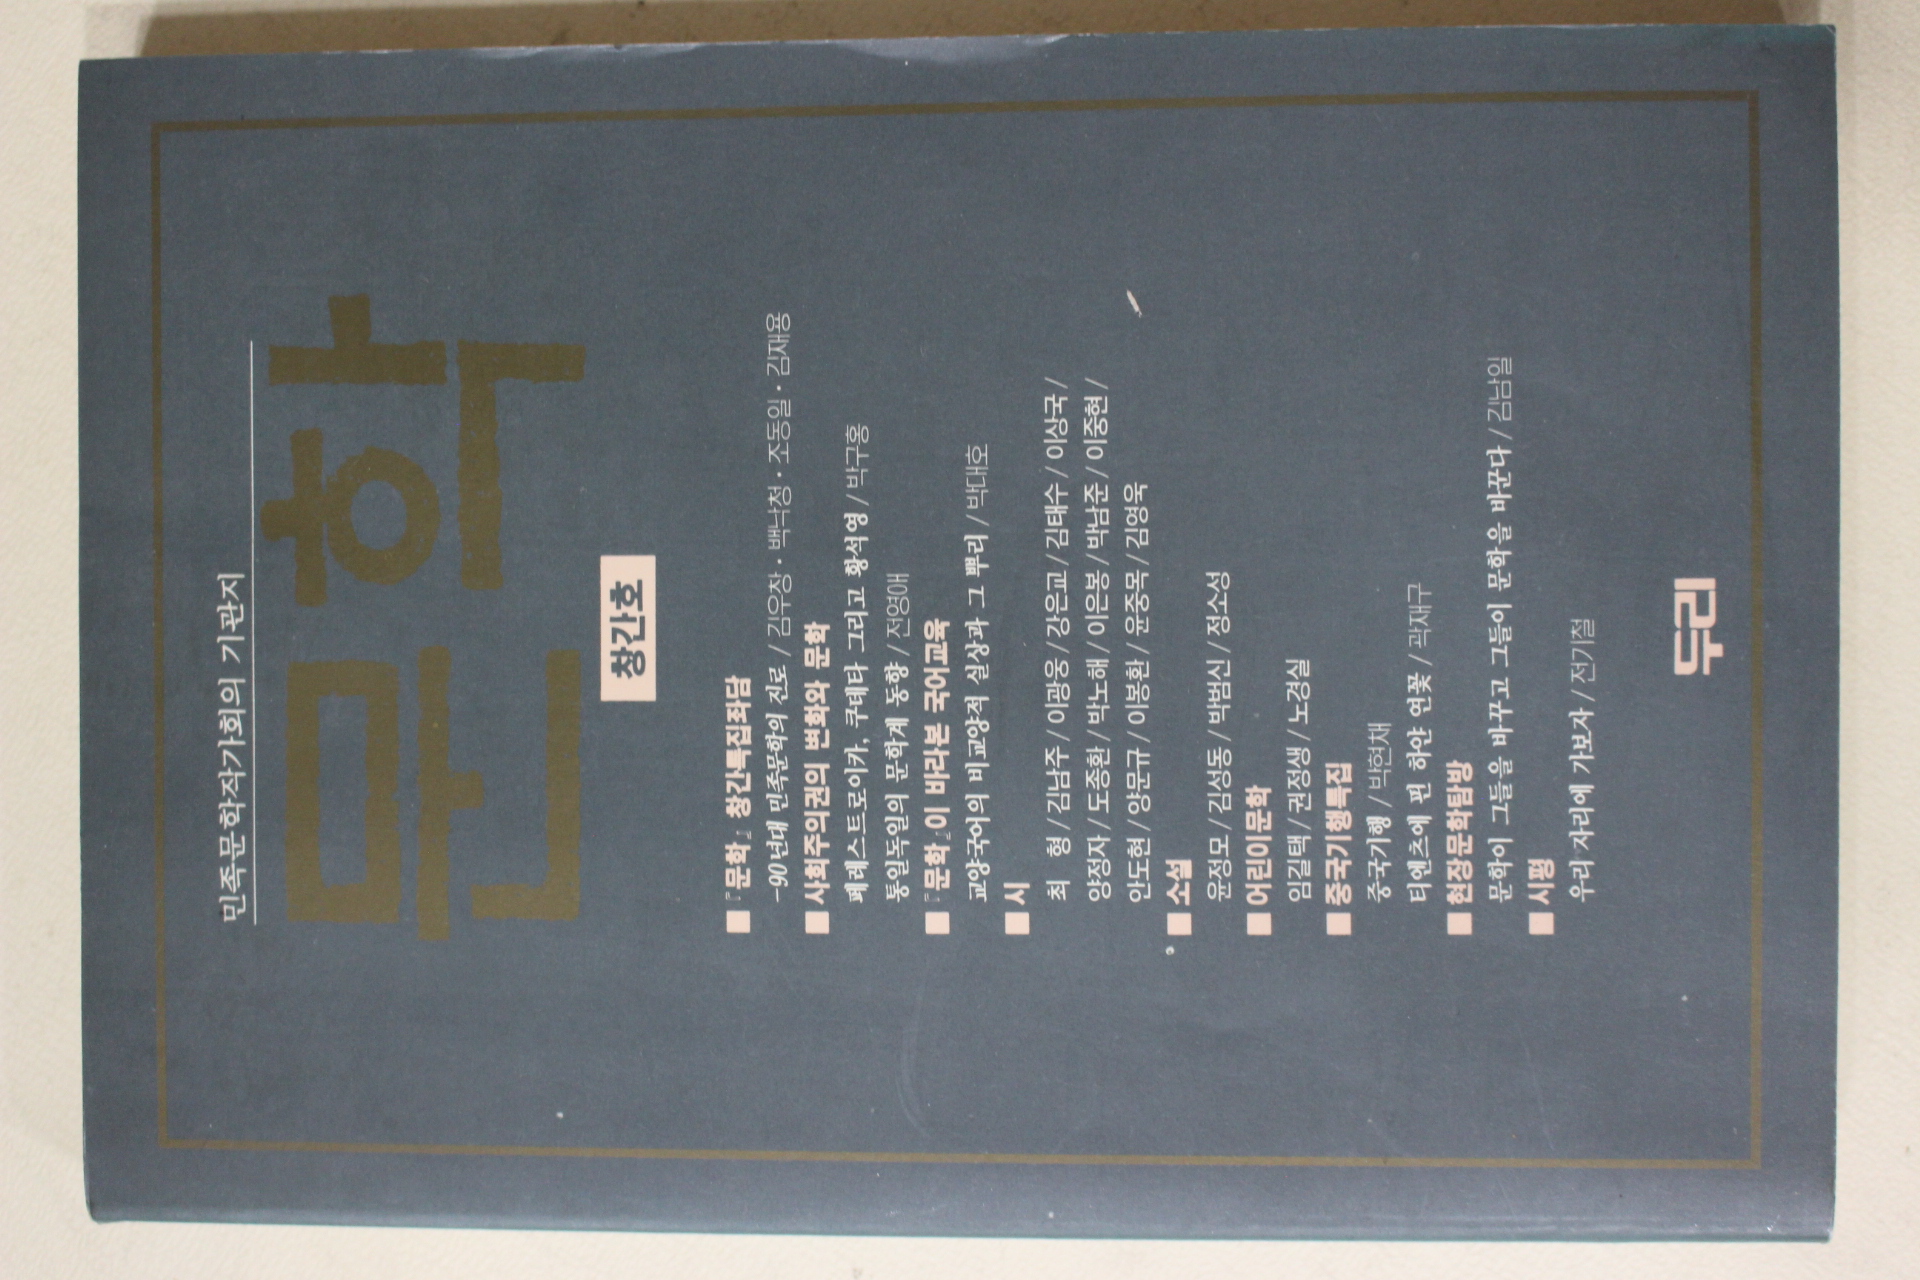 민족문학작가회의 기관지
문학
창간호
■『문학』창간특집좌담
-90년대 민족문학의 진로 / 김우창·백낙청·조동일·김재용
■사회주의권의 변화와 문학
페레스트로이카, 쿠데타 그리고 황석영 / 박구홍
통일독일의 문학계 동향 / 전영애
■『문학』이 바라본 국어교육
교양국어의 비교양적 실상과 그 뿌리 / 박대호
■시
최 형 / 김남주 / 이광웅 / 강은교 / 김태수 / 이상국 /
양정자 / 도종환 / 박노해 / 이은봉 / 박남준 / 이중현 /
안도현 / 양문규 / 이봉환 / 윤중목 / 김영욱
■소설
윤정모 / 김성동 / 박범신 / 정소성
■어린이문학
임길택 / 권정생 / 노경실
■중국기행특집
중국기행 / 박현채
티엔츠에 핀 하얀 연꽃 / 곽재구
■현장문학탐방
문학이 그들을 바꾸고 그들이 문학을 바꾼다 / 김남일
■시평
우리 자리에 가보자 / 전기철
두리